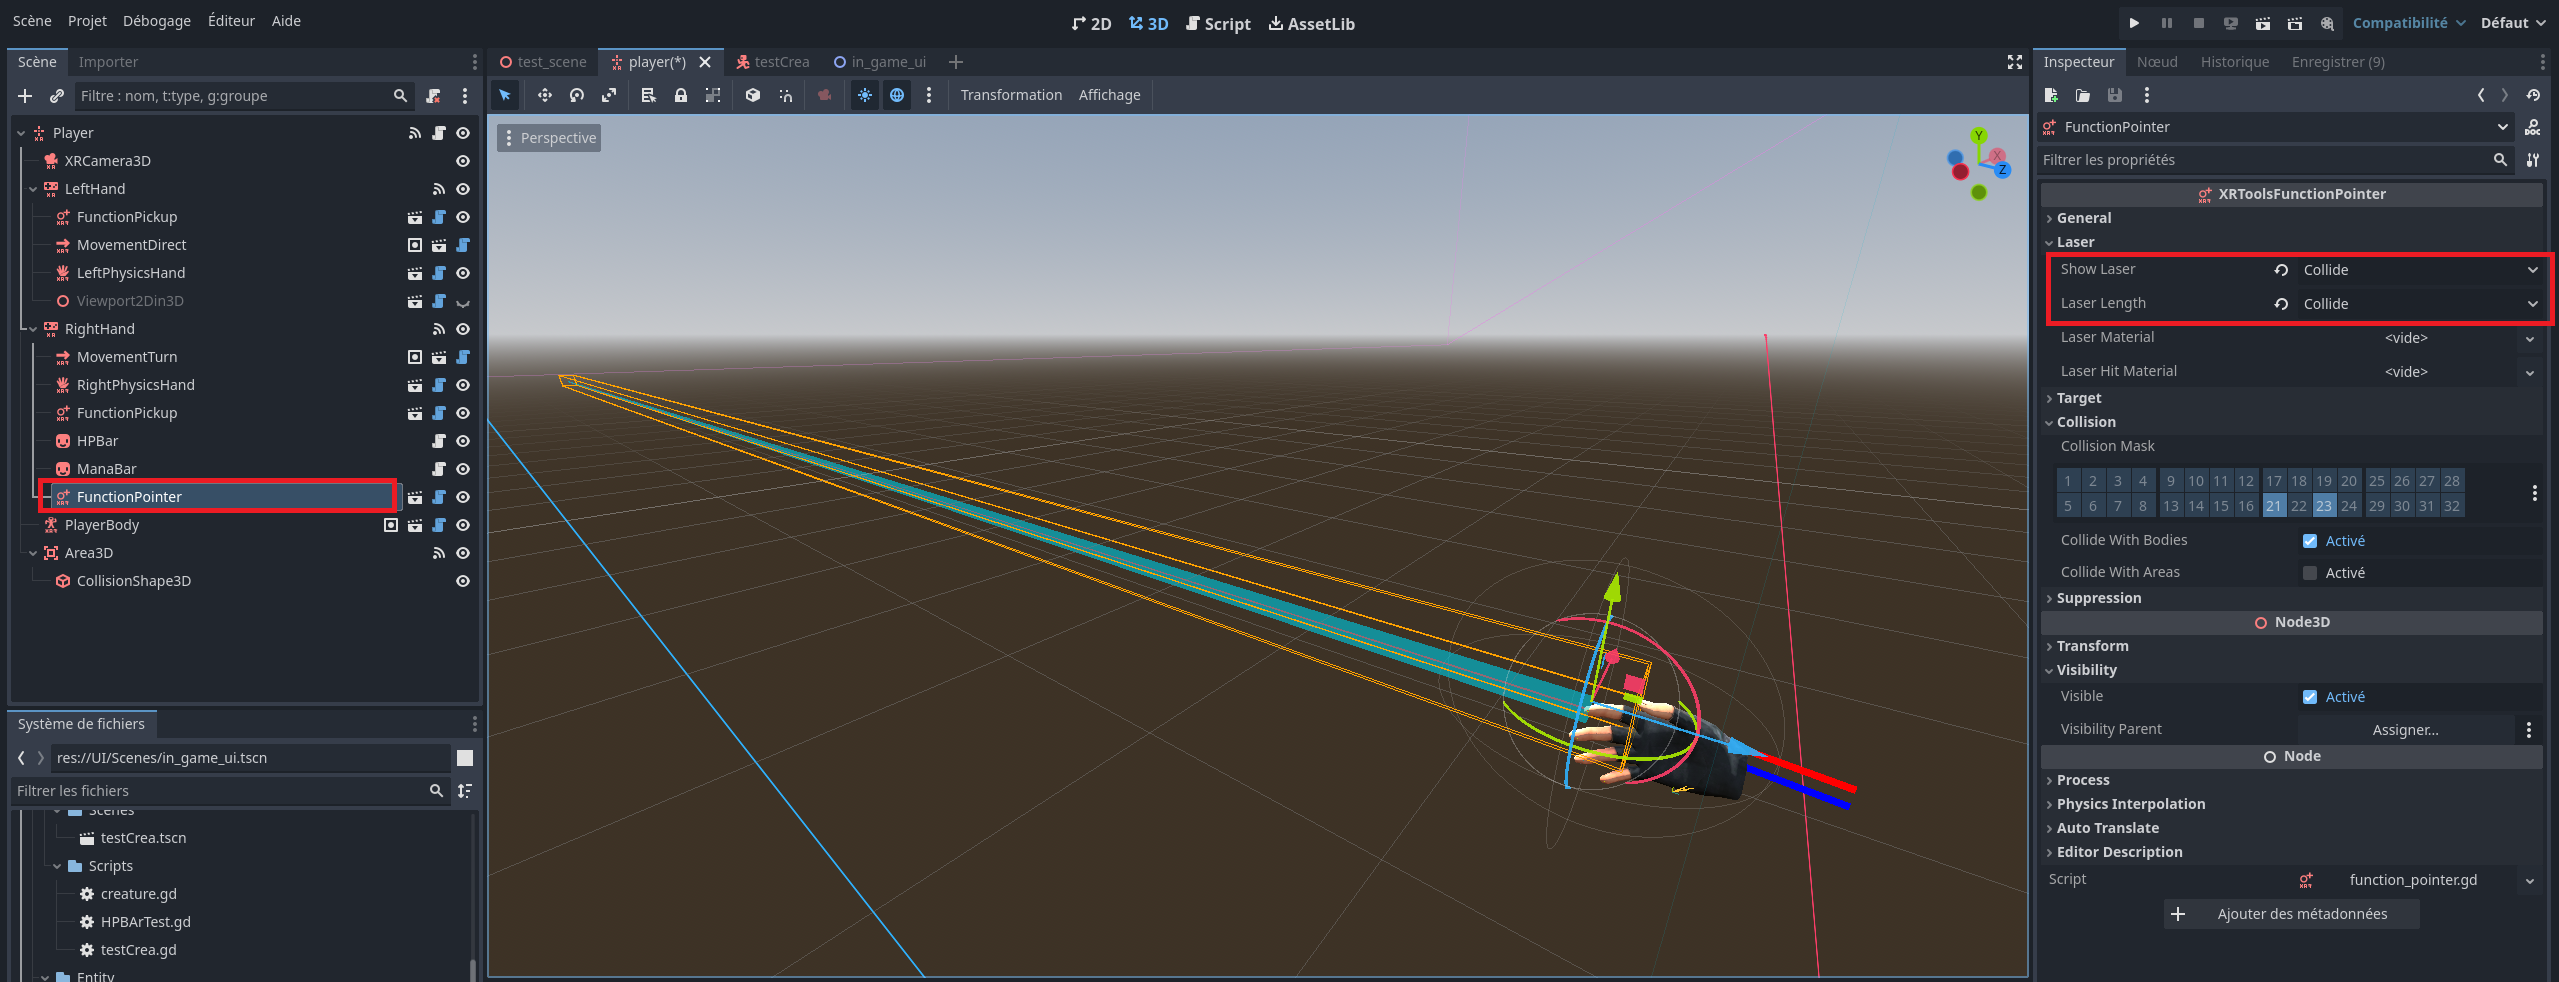 Scène Projet Débogage Éditeur Aide
2D 3D Script AssetLib
Compatibilité Défaut
Scène Importer
Filtre : nom, t:type, g:groupe
Player
XRCamera3D
LeftHand
FunctionPickup
MovementDirect
LeftPhysicsHand
Viewport2Din3D
RightHand
MovementTurn
RightPhysicsHand
FunctionPickup
HPBar
ManaBar
FunctionPointer
PlayerBody
Area3D
CollisionShape3D
Système de fichiers
res://UI/Scenes/in_game_ui.tscn
Filtrer les fichiers
Scenes
testCrea.tscn
Scripts
creature.gd
HPBArTest.gd
testCrea.gd
Entity
test_scene player(*) testCrea in_game_ui
Transformation Affichage
Perspective
Y
X
Z
Inspecteur Nœud Historique Enregistrer (9)
FunctionPointer
Filtrer les propriétés
XRToolsFunctionPointer
General
Laser
Show Laser Collide
Laser Length Collide
Laser Material <vide>
Laser Hit Material <vide>
Target
Collision
Collision Mask
1 2 3 4 9 10 11 12 17 18 19 20 25 26 27 28
5 6 7 8 13 14 15 16 21 22 23 24 29 30 31 32
Collide With Bodies Activé
Collide With Areas Activé
Suppression
Node3D
Transform
Visibility
Visible Activé
Visibility Parent Assigner...
Node
Process
Physics Interpolation
Auto Translate
Editor Description
Script function_pointer.gd
Ajouter des métadonnées